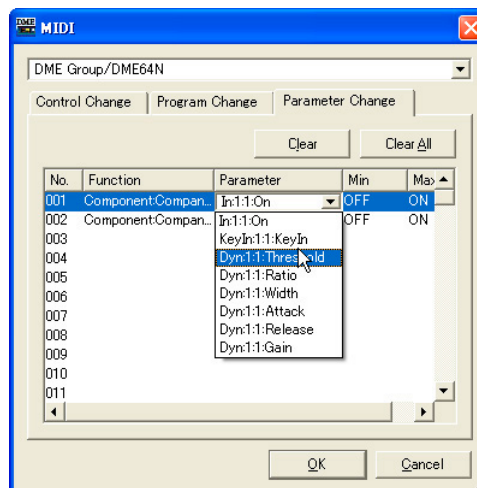 DME MIDI
DME Group/DME64N
Control Change Program Change Parameter Change
Clear Clear All
No. Function Parameter Min Max
001 Component:Compan... In:1:1:On OFF ON
002 Component:Compan... In:1:1:On OFF ON
003 KeyIn:1:1:KeyIn
004 Dyn:1:1:Threshold
005 Dyn:1:1:Ratio
006 Dyn:1:1:Width
007 Dyn:1:1:Attack
008 Dyn:1:1:Release
009 Dyn:1:1:Gain
010
011
OK Cancel